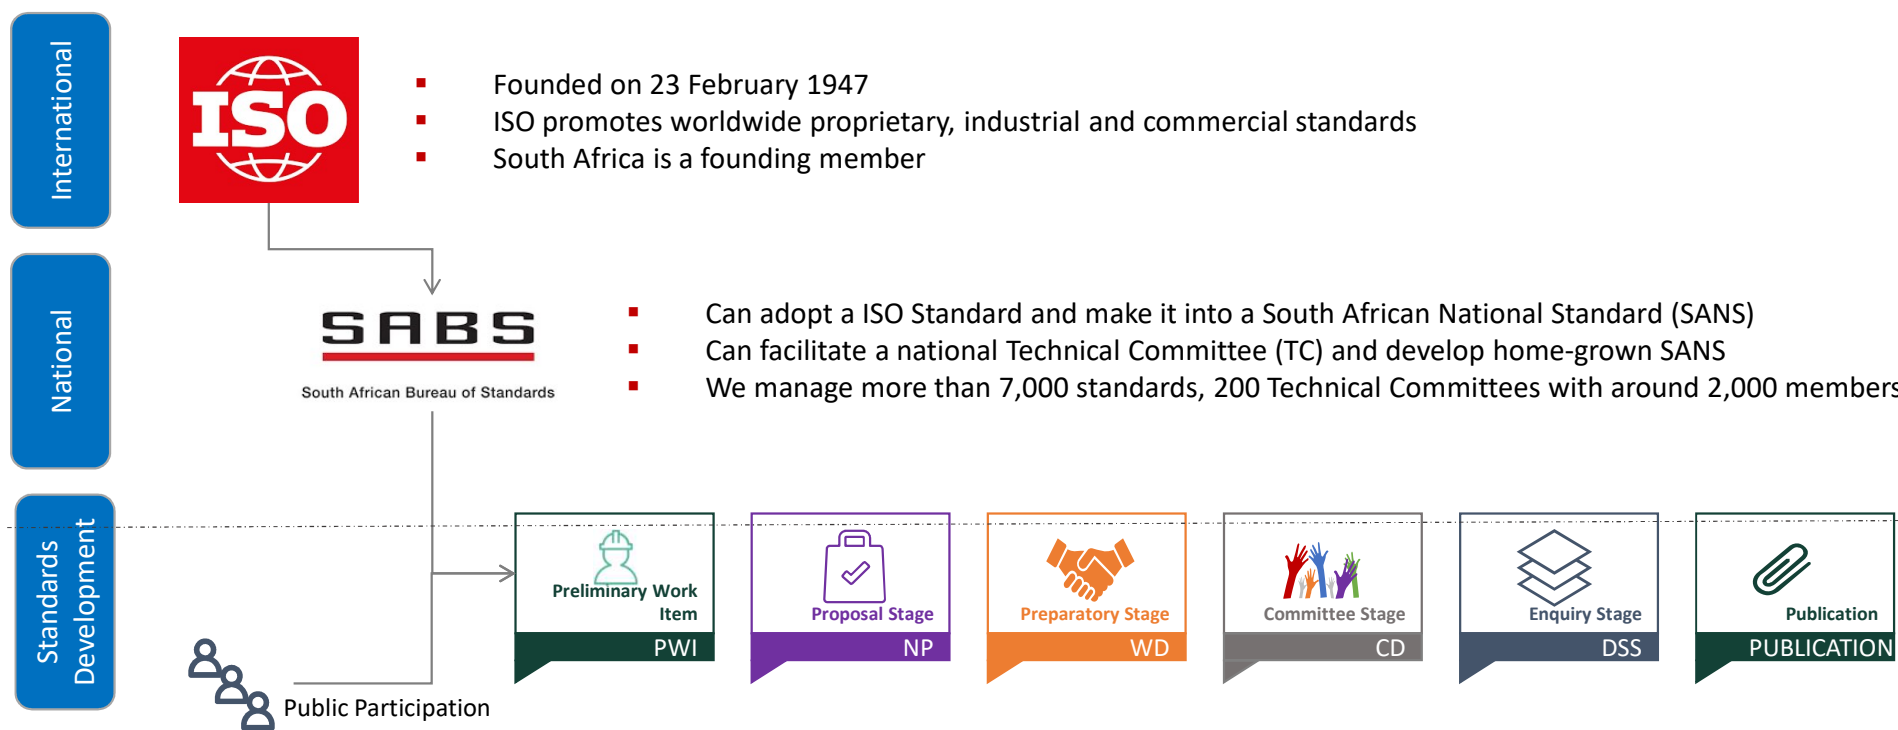 International
ISO
Founded on 23 February 1947
ISO promotes worldwide proprietary, industrial and commercial standards
South Africa is a founding member
National
SABS
South African Bureau of Standards
Can adopt a ISO Standard and make it into a South African National Standard (SANS)
Can facilitate a national Technical Committee (TC) and develop home-grown SANS
We manage more than 7,000 standards, 200 Technical Committees with around 2,000 members
Standards
Development
Public Participation
Preliminary Work
Item
PWI
Proposal Stage
NP
Preparatory Stage
WD
Committee Stage
CD
Enquiry Stage
DSS
Publication
PUBLICATION